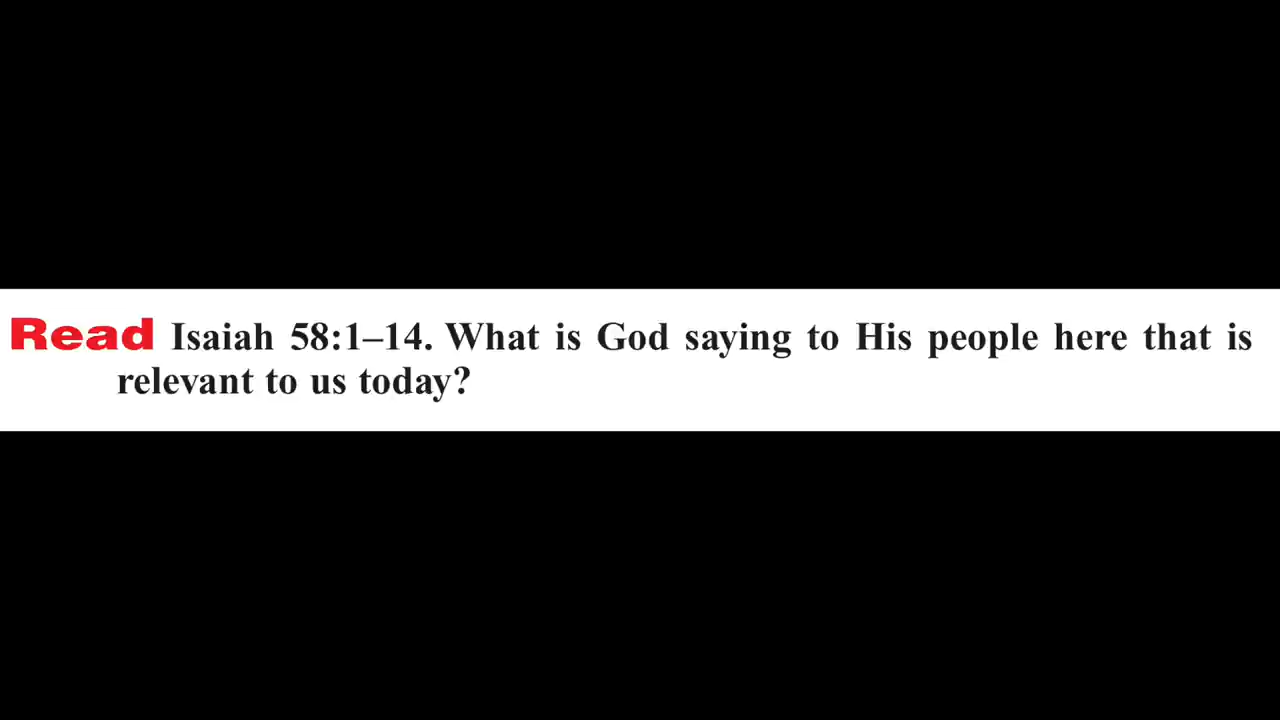 Read Isaiah 58:1–14. What is God saying to His people here that is
relevant to us today?